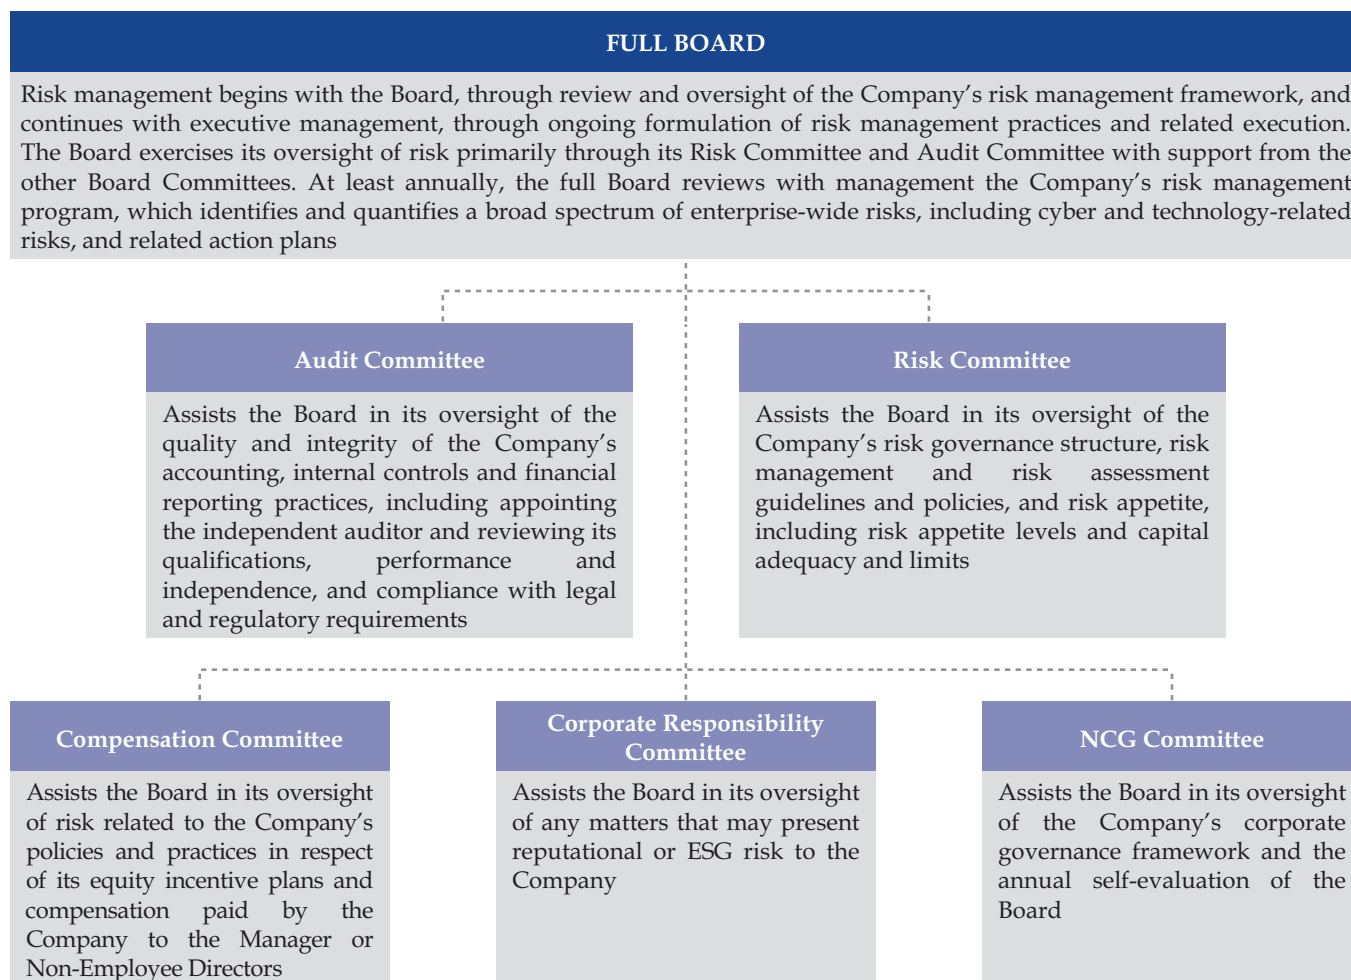 FULL BOARD
Risk management begins with the Board, through review and oversight of the Company’s risk management framework, and
continues with executive management, through ongoing formulation of risk management practices and related execution.
The Board exercises its oversight of risk primarily through its Risk Committee and Audit Committee with support from the
other Board Committees. At least annually, the full Board reviews with management the Company’s risk management
program, which identifies and quantifies a broad spectrum of enterprise-wide risks, including cyber and technology-related
risks, and related action plans
Audit Committee
Assists the Board in its oversight of the
quality and integrity of the Company’s
accounting, internal controls and financial
reporting practices, including appointing
the independent auditor and reviewing its
qualifications, performance and
independence, and compliance with legal
and regulatory requirements
Risk Committee
Assists the Board in its oversight of the
Company’s risk governance structure, risk
management and risk assessment
guidelines and policies, and risk appetite,
including risk appetite levels and capital
adequacy and limits
Compensation Committee
Assists the Board in its oversight
of risk related to the Company’s
policies and practices in respect
of its equity incentive plans and
compensation paid by the
Company to the Manager or
Non-Employee Directors
Corporate Responsibility
Committee
Assists the Board in its oversight
of any matters that may present
reputational or ESG risk to the
Company
NCG Committee
Assists the Board in its oversight
of the Company’s corporate
governance framework and the
annual self-evaluation of the
Board